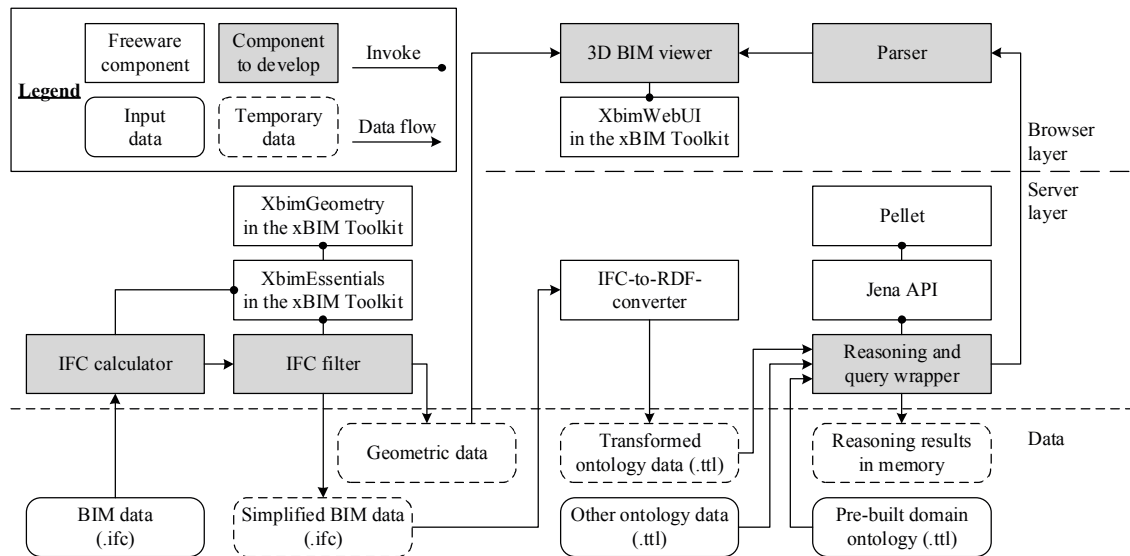 Legend
Freeware
component
Component
to develop
Invoke
Input
data
Temporary
data
Data flow
3D BIM viewer
Parser
XbimWebUI
in the xBIM Toolkit
Browser
layer
Server
layer
XbimGeometry
in the xBIM Toolkit
Pellet
XbimEssentials
in the xBIM Toolkit
IFC-to-RDF-
converter
Jena API
IFC calculator
IFC filter
Reasoning and
query wrapper
Geometric data
Transformed
ontology data (.ttl)
Reasoning results
in memory
Data
BIM data
(.ifc)
Simplified BIM data
(.ifc)
Other ontology data
(.ttl)
Pre-built domain
ontology (.ttl)